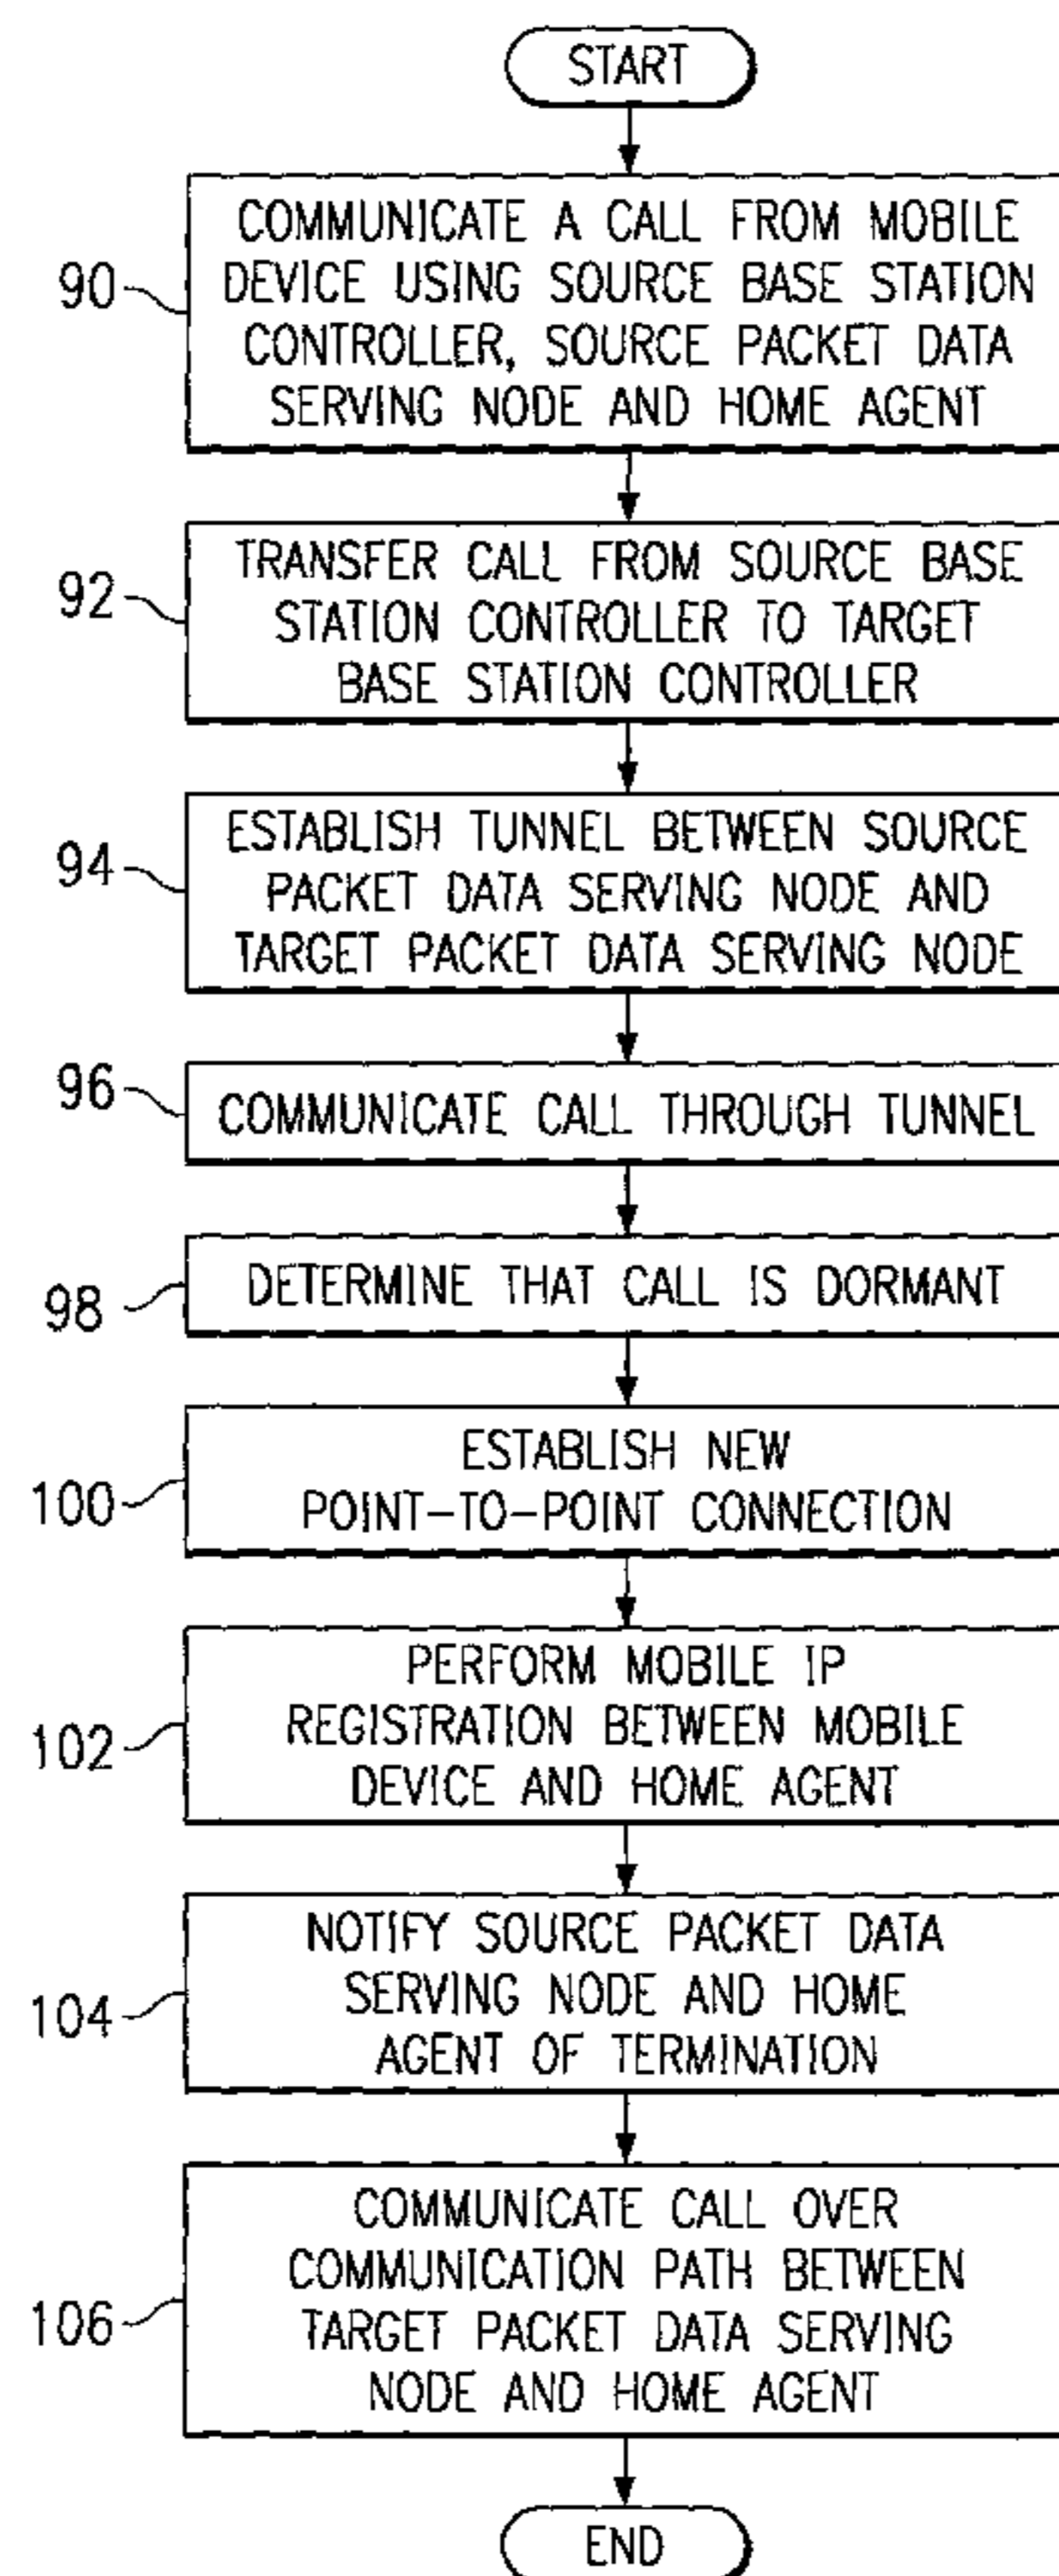 START
90
COMMUNICATE A CALL FROM MOBILE
DEVICE USING SOURCE BASE STATION
CONTROLLER, SOURCE PACKET DATA
SERVING NODE AND HOME AGENT
92
TRANSFER CALL FROM SOURCE BASE
STATION CONTROLLER TO TARGET
BASE STATION CONTROLLER
94
ESTABLISH TUNNEL BETWEEN SOURCE
PACKET DATA SERVING NODE AND
TARGET PACKET DATA SERVING NODE
96
COMMUNICATE CALL THROUGH TUNNEL
98
DETERMINE THAT CALL IS DORMANT
100
ESTABLISH NEW
POINT-TO-POINT CONNECTION
102
PERFORM MOBILE IP
REGISTRATION BETWEEN MOBILE
DEVICE AND HOME AGENT
104
NOTIFY SOURCE PACKET DATA
SERVING NODE AND HOME
AGENT OF TERMINATION
106
COMMUNICATE CALL OVER
COMMUNICATION PATH BETWEEN
TARGET PACKET DATA SERVING
NODE AND HOME AGENT
END